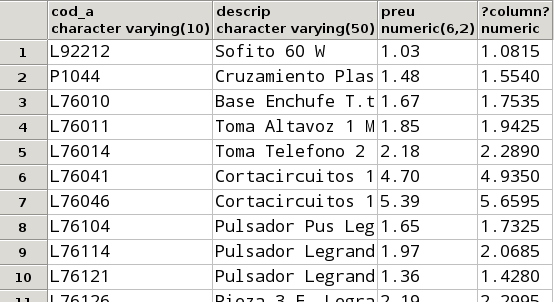 cod_a descrip preu ?column?
character varying(10) character varying(50) numeric(6,2) numeric
1 L92212 Sofito 60 W 1.03 1.0815
2 P1044 Cruzamiento Plas 1.48 1.5540
3 L76010 Base Enchufe T.t 1.67 1.7535
4 L76011 Toma Altavoz 1 M 1.85 1.9425
5 L76014 Toma Telefono 2 2.18 2.2890
6 L76041 Cortacircuitos 1 4.70 4.9350
7 L76046 Cortacircuitos 1 5.39 5.6595
8 L76104 Pulsador Pus Leg 1.65 1.7325
9 L76114 Pulsador Legrand 1.97 2.0685
10 L76121 Pulsador Legrand 1.36 1.4280
11 L76126 Pieza 3 E. Legra 2.19 2.2995